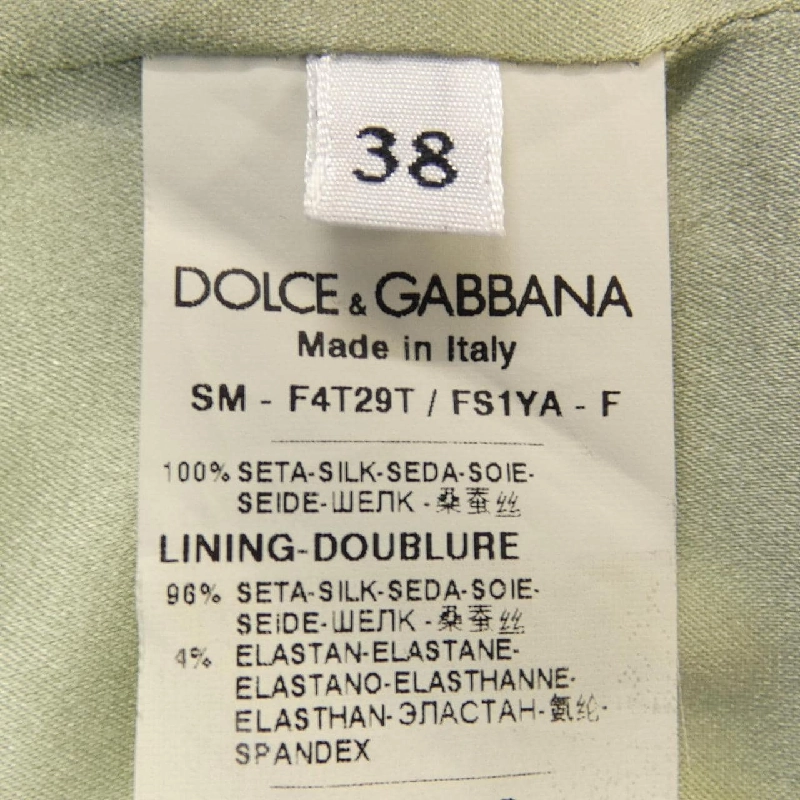 38
DOLCE & GABBANA
Made in Italy
SM - F4T29T / FS1YA - F
100% SETA-SILK-SEDA-SOIE-
SEIDE-ШЕЛК -桑蚕丝
LINING-DOUBLURE
96% SETA-SILK-SEDA-SOIE-
SEIDE-ШЕЛК -桑蚕丝
4% ELASTAN-ELASTANE-
ELASTANO-ELASTHANNE-
ELASTHAN-ЭЛАСТАН-氨纶-
SPANDEX